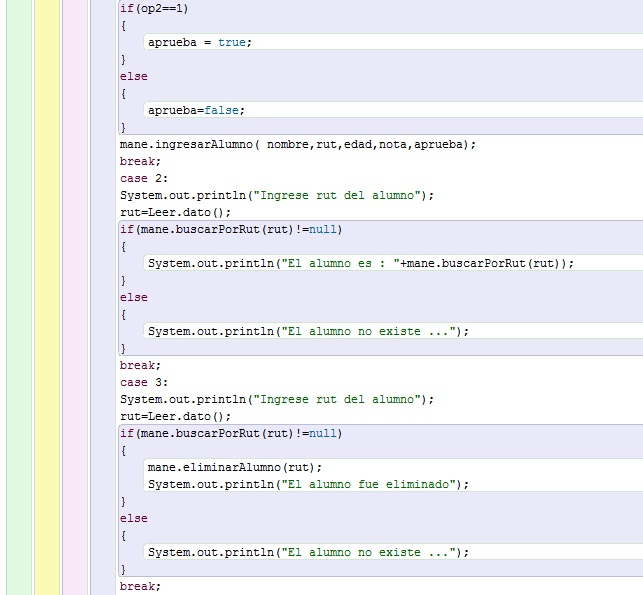 if(op2==1)
{
aprueba = true;
}
else
{
aprueba=false;
}
mane.ingresarAlumno( nombre,rut,edad,nota,aprueba);
break;
case 2:
System.out.println("Ingrese rut del alumno");
rut=Leer.dato();
if(mane.buscarPorRut(rut)!=null)
{
System.out.println("El alumno es : "+mane.buscarPorRut(rut));
}
else
{
System.out.println("El alumno no existe ...");
}
break;
case 3:
System.out.println("Ingrese rut del alumno");
rut=Leer.dato();
if(mane.buscarPorRut(rut)!=null)
{
mane.eliminarAlumno(rut);
System.out.println("El alumno fue eliminado");
}
else
{
System.out.println("El alumno no existe ...");
}
break;